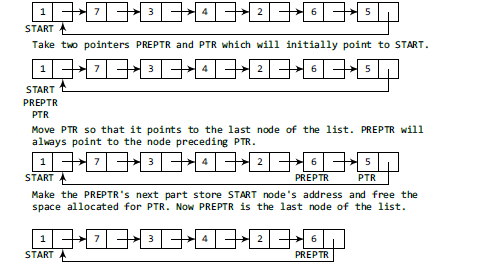 1 7 3 4 2 6 5
START
Take two pointers PREPTR and PTR which will initially point to START.
1 7 3 4 2 6 5
START
PREPTR
PTR
Move PTR so that it points to the last node of the list. PREPTR will
always point to the node preceding PTR.
1 7 3 4 2 6 5
START PREPTR PTR
Make the PREPTR's next part store START node's address and free the
space allocated for PTR. Now PREPTR is the last node of the list.
1 7 3 4 2 6
START PREPTR